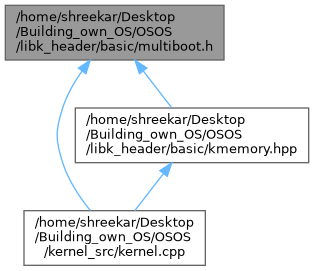 /home/shreekar/Desktop
/Building_own_OS/OSOS
/libk_header/basic/multiboot.h
/home/shreekar/Desktop
/Building_own_OS/OSOS
/libk_header/basic/kmemory.hpp
/home/shreekar/Desktop
/Building_own_OS/OSOS
/kernel_src/kernel.cpp